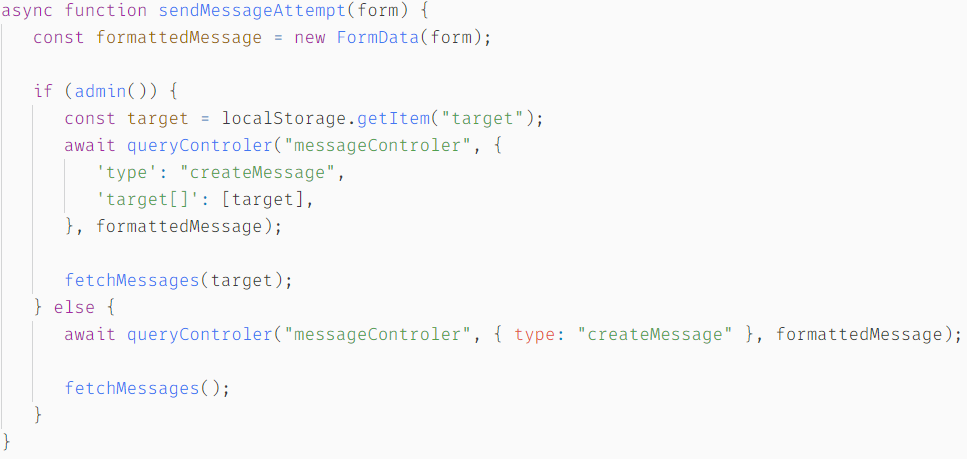 async function sendMessageAttempt(form) {
const formattedMessage = new FormData(form);
if (admin()) {
const target = localStorage.getItem("target");
await queryControler("messageControler", {
'type': "createMessage",
'target[]': [target],
}, formattedMessage);
fetchMessages(target);
} else {
await queryControler("messageControler", { type: "createMessage" }, formattedMessage);
fetchMessages();
}
}